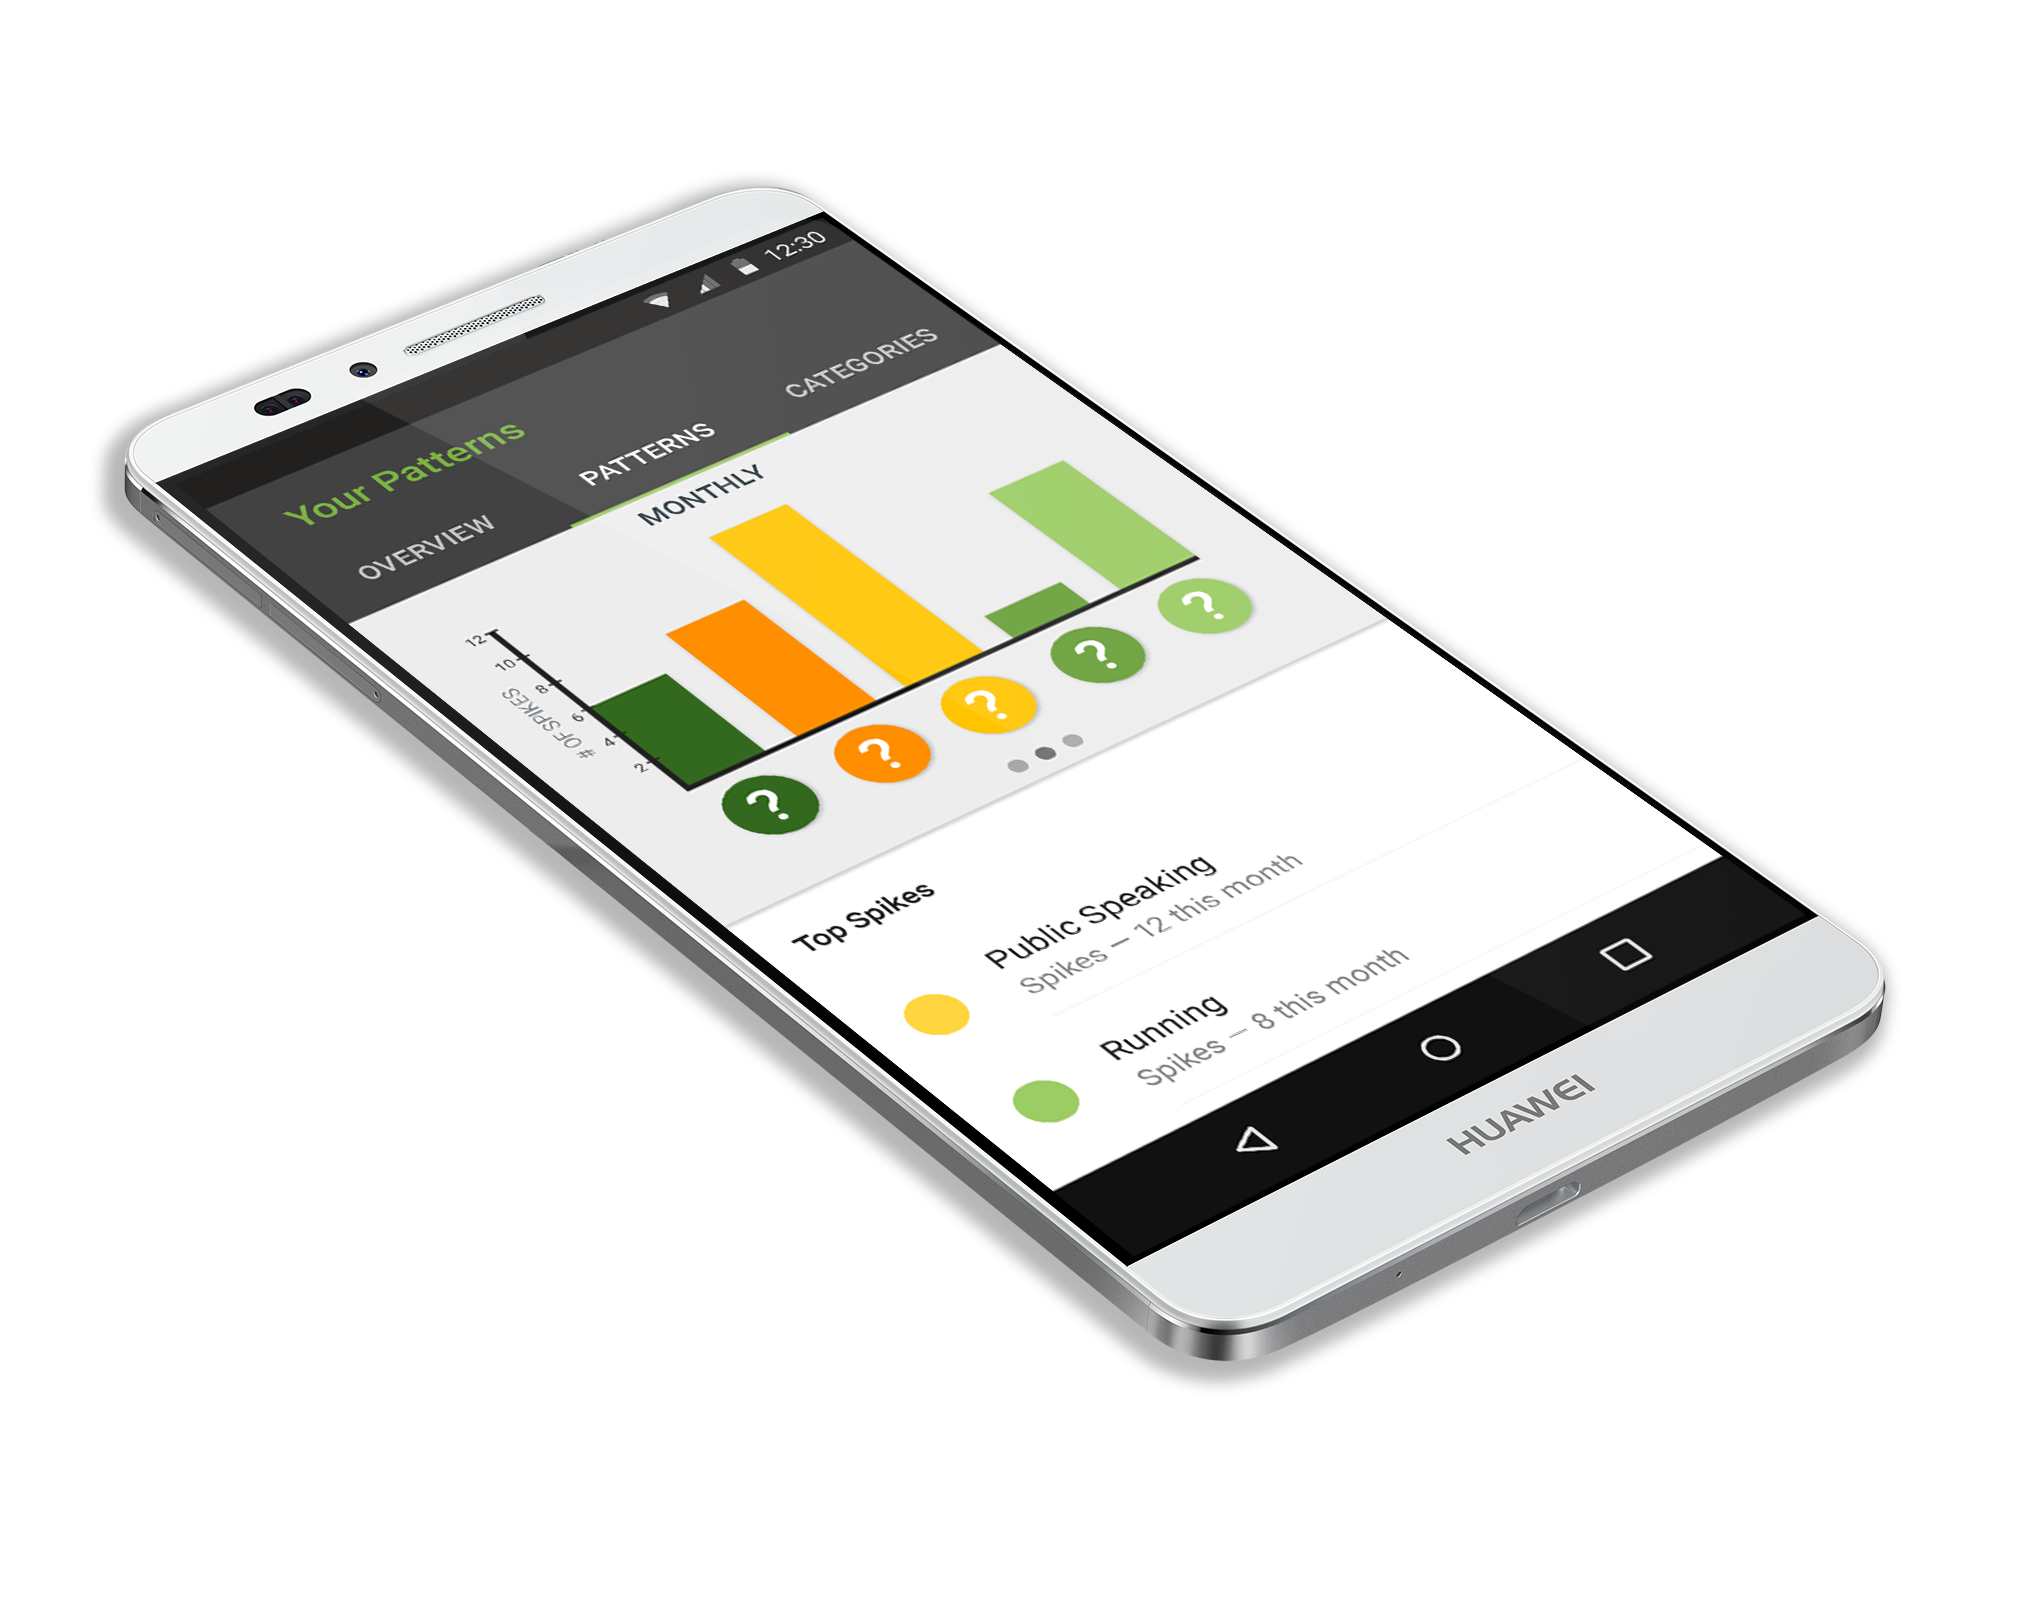 12:30
Your Patterns
OVERVIEW
PATTERNS
CATEGORIES
MONTHLY
12
10
8
6
4
2
# OF SPIKES
?
?
?
?
?
Top Spikes
Public Speaking
Spikes – 12 this month
Running
Spikes – 8 this month
HUAWEI